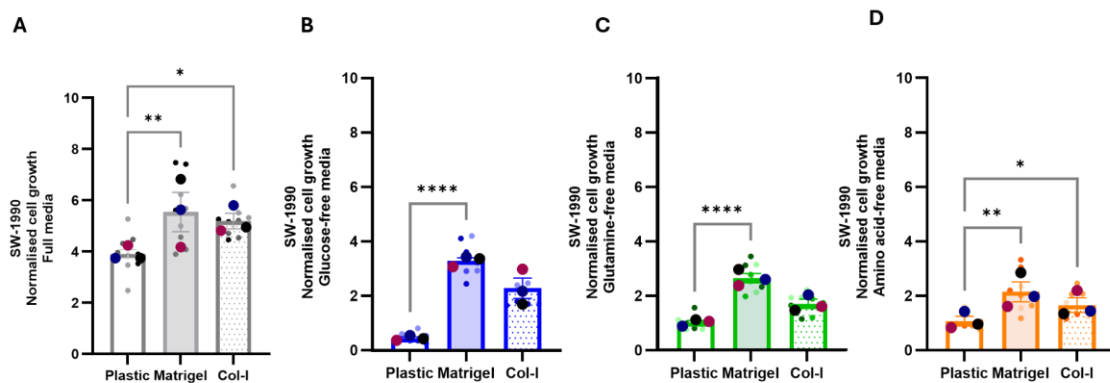 A
SW-1990
Normalised cell growth
Full media
10
8
6
4
2
0
*
**
Plastic Matrigel Col-I
B
SW-1990
Normalised cell growth
Glucose-free media
10
8
6
4
2
0
****
Plastic Matrigel Col-I
C
SW-1990
Normalised cell growth
Glutamine-free media
10
8
6
4
2
0
****
Plastic Matrigel Col-I
D
SW-1990
Normalised cell growth
Amino acid-free media
10
8
6
4
2
0
*
**
Plastic Matrigel Col-I